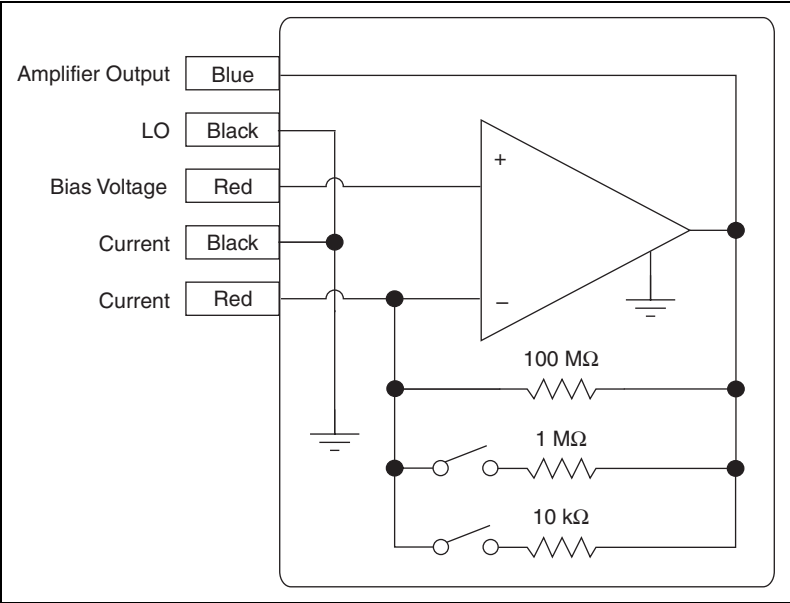 Amplifier Output Blue
LO Black
Bias Voltage Red
Current Black
Current Red
+
–
100 MΩ
1 MΩ
10 kΩ